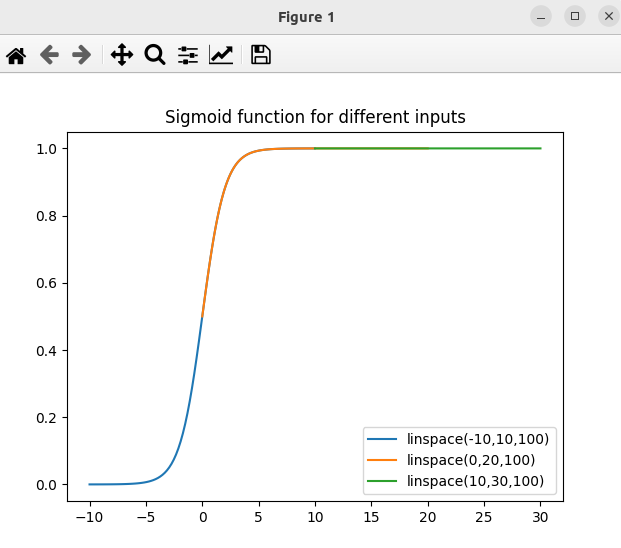 Figure 1
Sigmoid function for different inputs
1.0
0.8
0.6
0.4
0.2
0.0
linspace(-10,10,100)
linspace(0,20,100)
linspace(10,30,100)
−10 −5 0 5 10 15 20 25 30